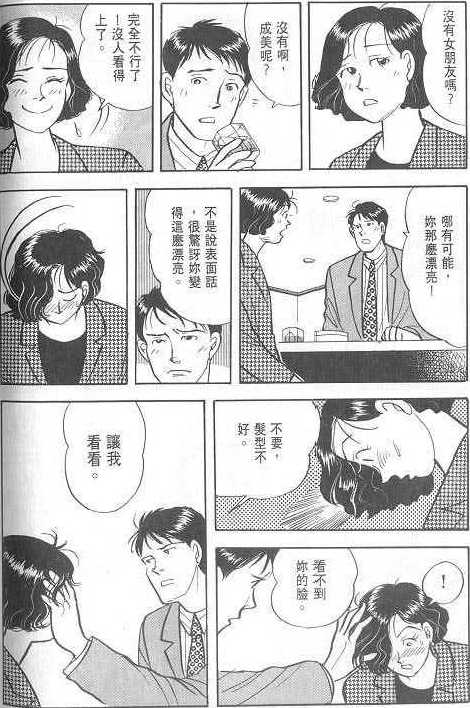 沒有女朋友嗎？
沒有啊，
成美呢？
完全不行了
！沒人看得
上了。
哪有可能，
妳那麼漂亮！
不是說表面話
，很驚訝妳變
得這麼漂亮。
不要，
髮型不
好。
讓我
看看。
！
看不到
妳的臉。